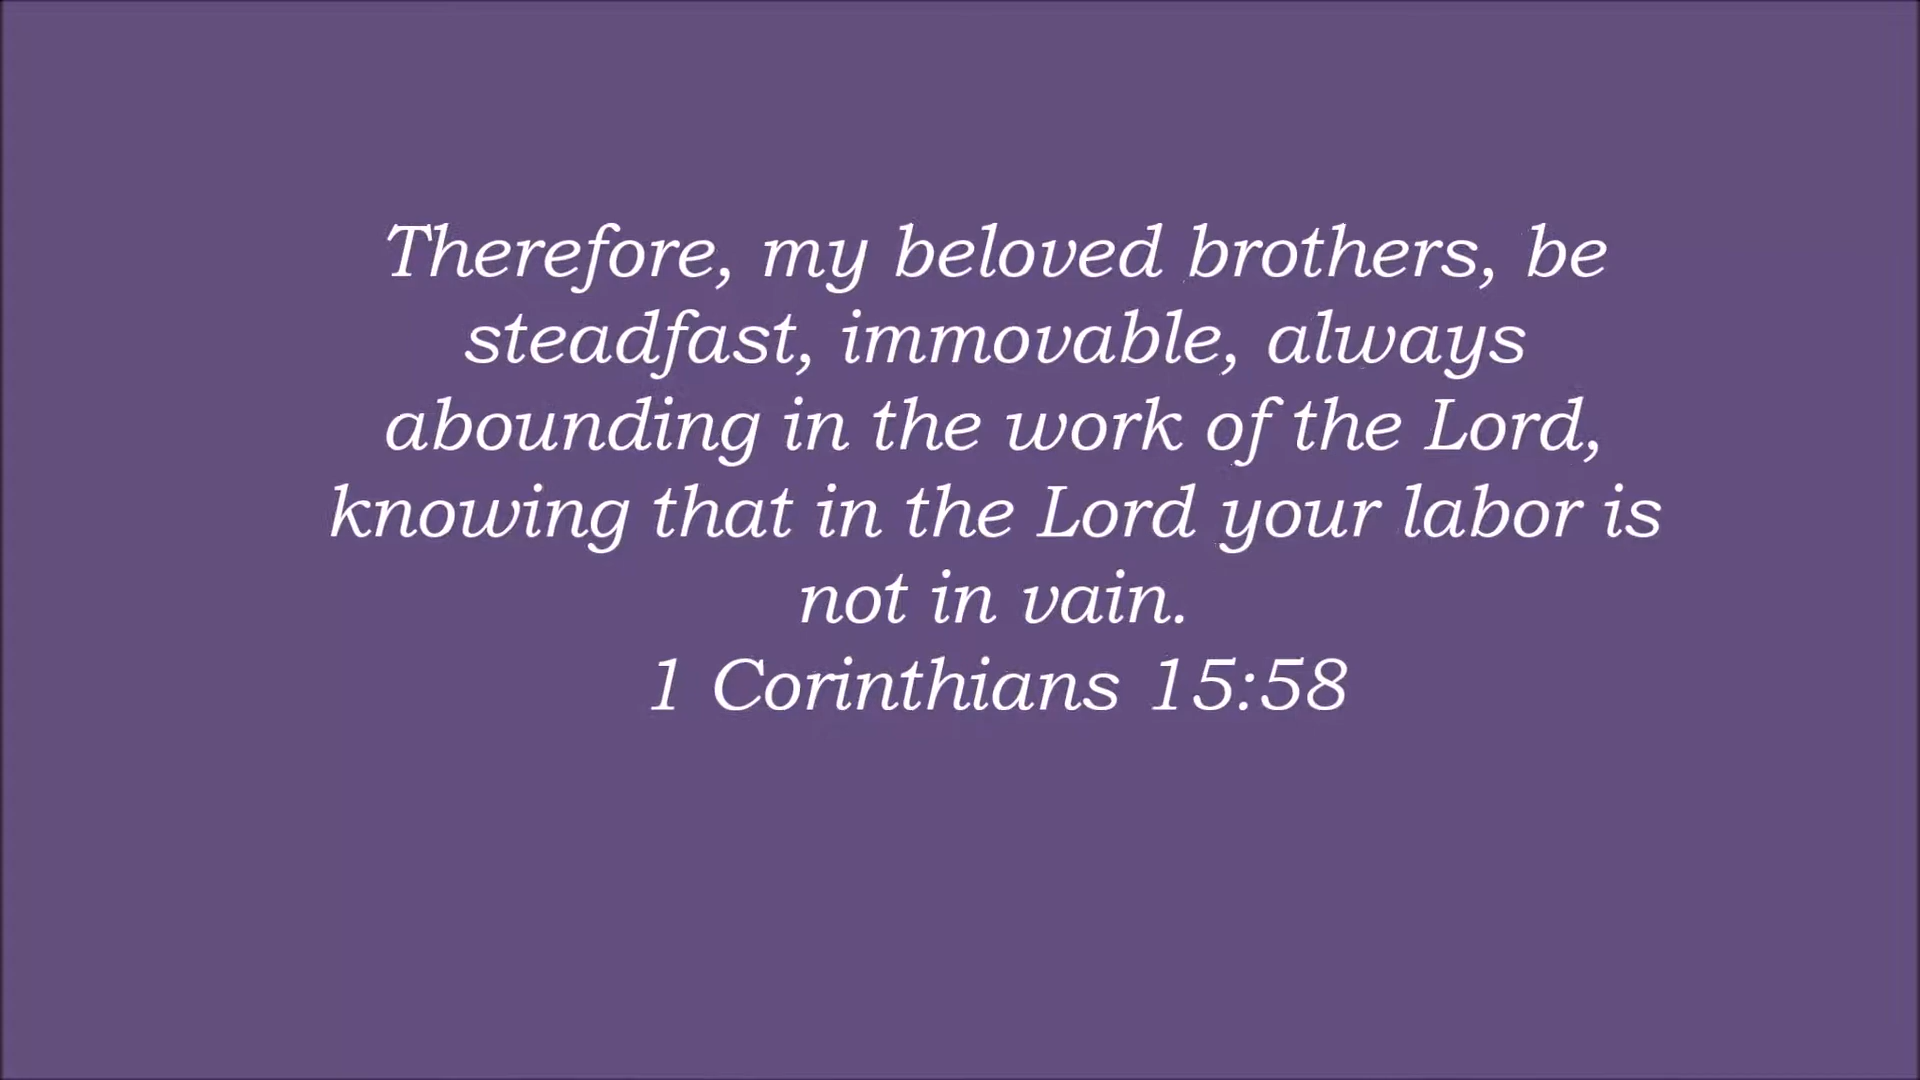 Therefore, my beloved brothers, be
steadfast, immovable, always
abounding in the work of the Lord,
knowing that in the Lord your labor is
not in vain.
1 Corinthians 15:58